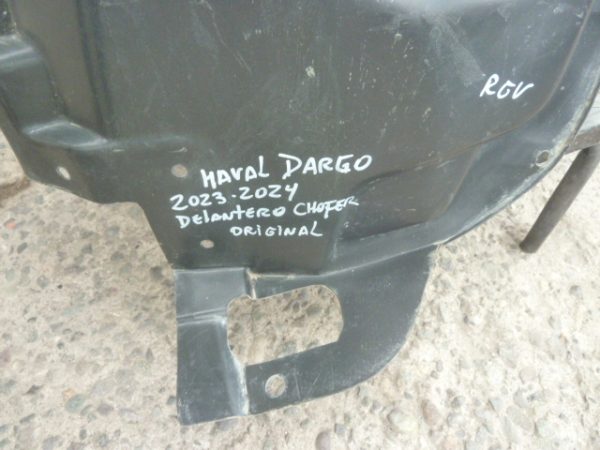 REV
HAVAL DARGO
2023-2024
DELANTERO CHOFER
ORIGINAL